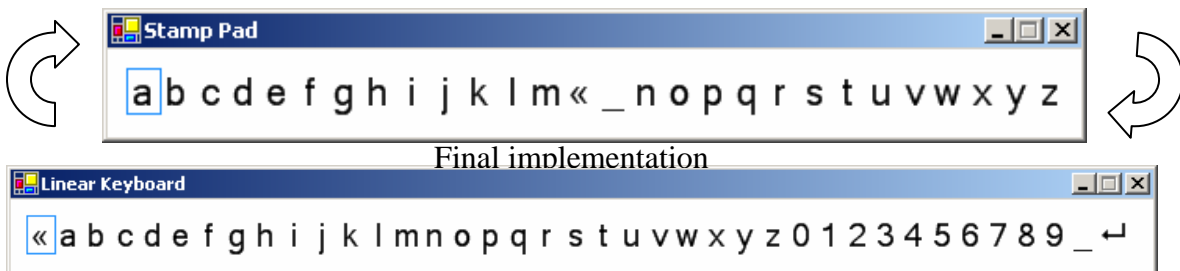 Stamp Pad
a b c d e f g h i j k l m « _ n o p q r s t u v w x y z
Final implementation
Linear Keyboard
« a b c d e f g h i j k l m n o p q r s t u v w x y z 0 1 2 3 4 5 6 7 8 9 _ ↵